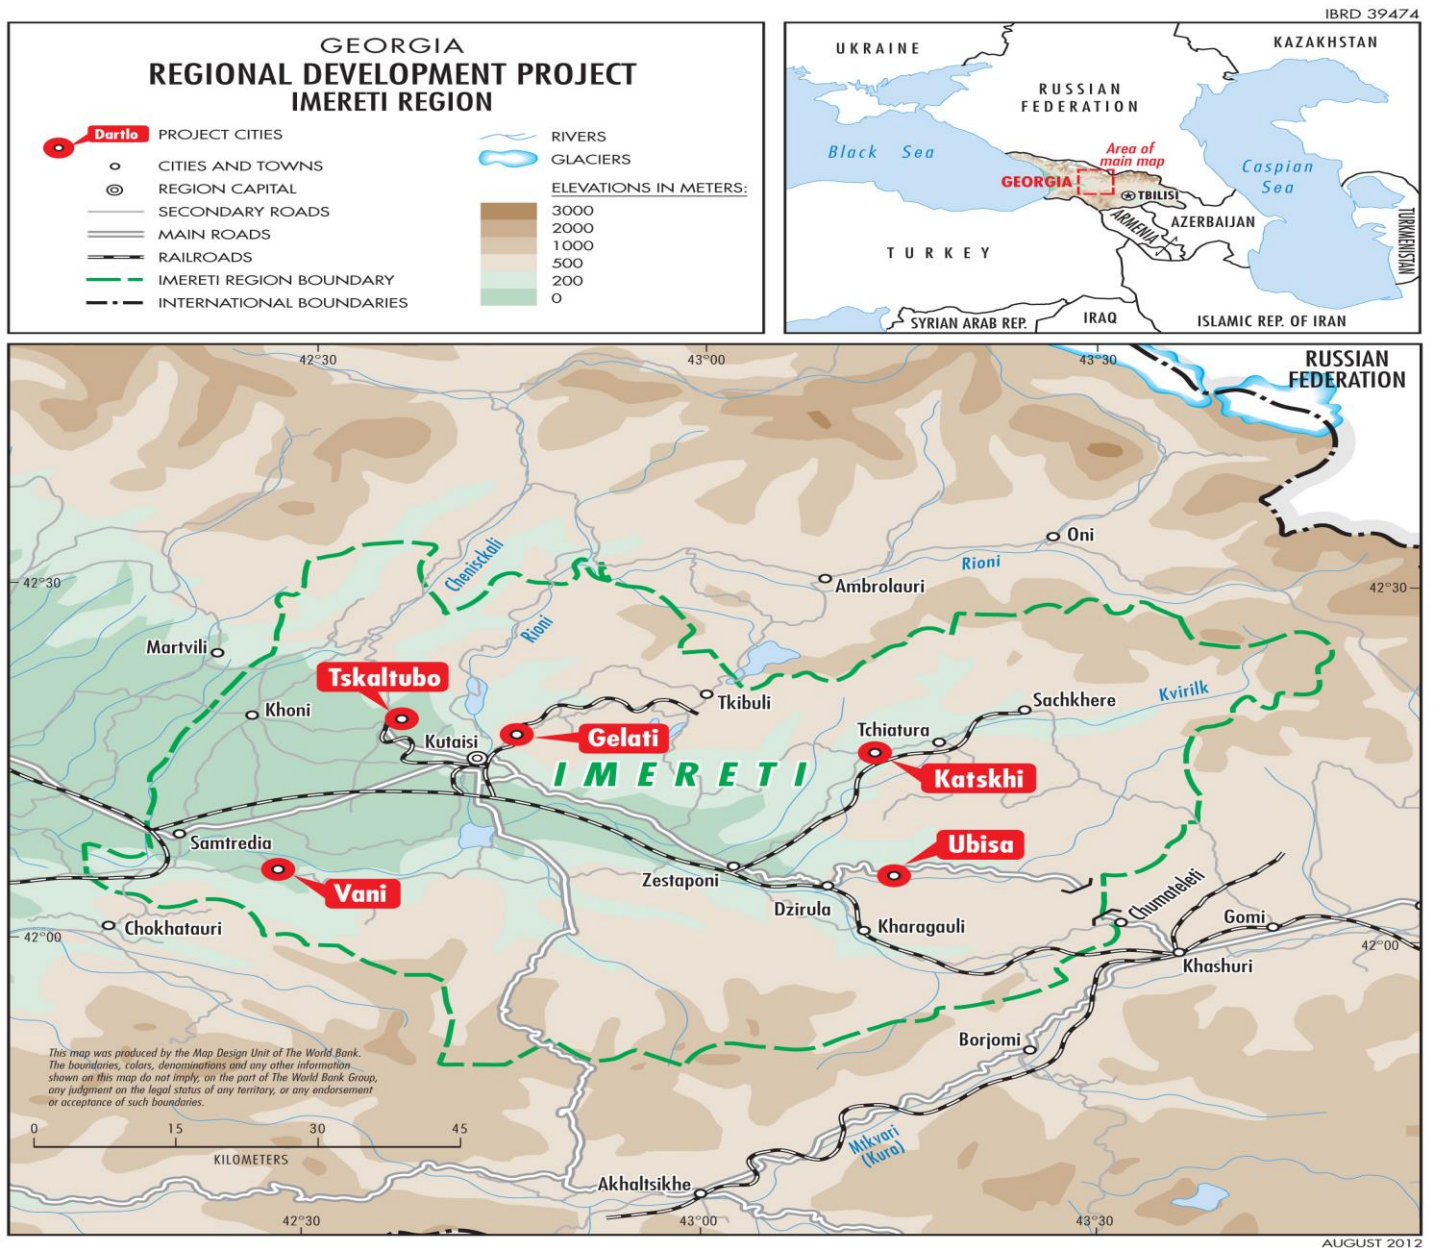 IBRD 39474
GEORGIA
REGIONAL DEVELOPMENT PROJECT
IMERETI REGION
Dartlo PROJECT CITIES
CITIES AND TOWNS
REGION CAPITAL
SECONDARY ROADS
MAIN ROADS
RAILROADS
IMERETI REGION BOUNDARY
INTERNATIONAL BOUNDARIES
RIVERS
GLACIERS
ELEVATIONS IN METERS:
3000
2000
1000
500
200
0
UKRAINE
KAZAKHSTAN
RUSSIAN
FEDERATION
Black Sea
Area of
main map
Caspian
Sea
GEORGIA
TBILISI
ARMENIA
AZERBAIJAN
TURKMENISTAN
TURKEY
SYRIAN ARAB REP.
IRAQ
ISLAMIC REP. OF IRAN
42°30
43°00
43°30
RUSSIAN
FEDERATION
Oni
Chenisckali
Rioni
42°30
Ambrolauri
42°30
Rioni
Martvili
Tskaltubo
Kvirilk
Tkibuli
Sachkhere
Khoni
Tchiatura
Kutaisi
Gelati
IMERETI
Katskhi
Samtredia
Ubisa
Zestaponi
Vani
Chumateleti
Dzirula
Chokhatauri
Kharagauli
Gomi
42°00
42°00
Khashuri
Borjomi
This map was produced by the Map Design Unit of The World Bank.
The boundaries, colors, denominations and any other information
shown on this map do not imply, on the part of The World Bank Group,
any judgment on the legal status of any territory, or any endorsement
or acceptance of such boundaries.
0 15 30 45
KILOMETERS
Mtkvari
(Kura)
Akhaltsikhe
42°30
43°00
43°30
AUGUST 2012